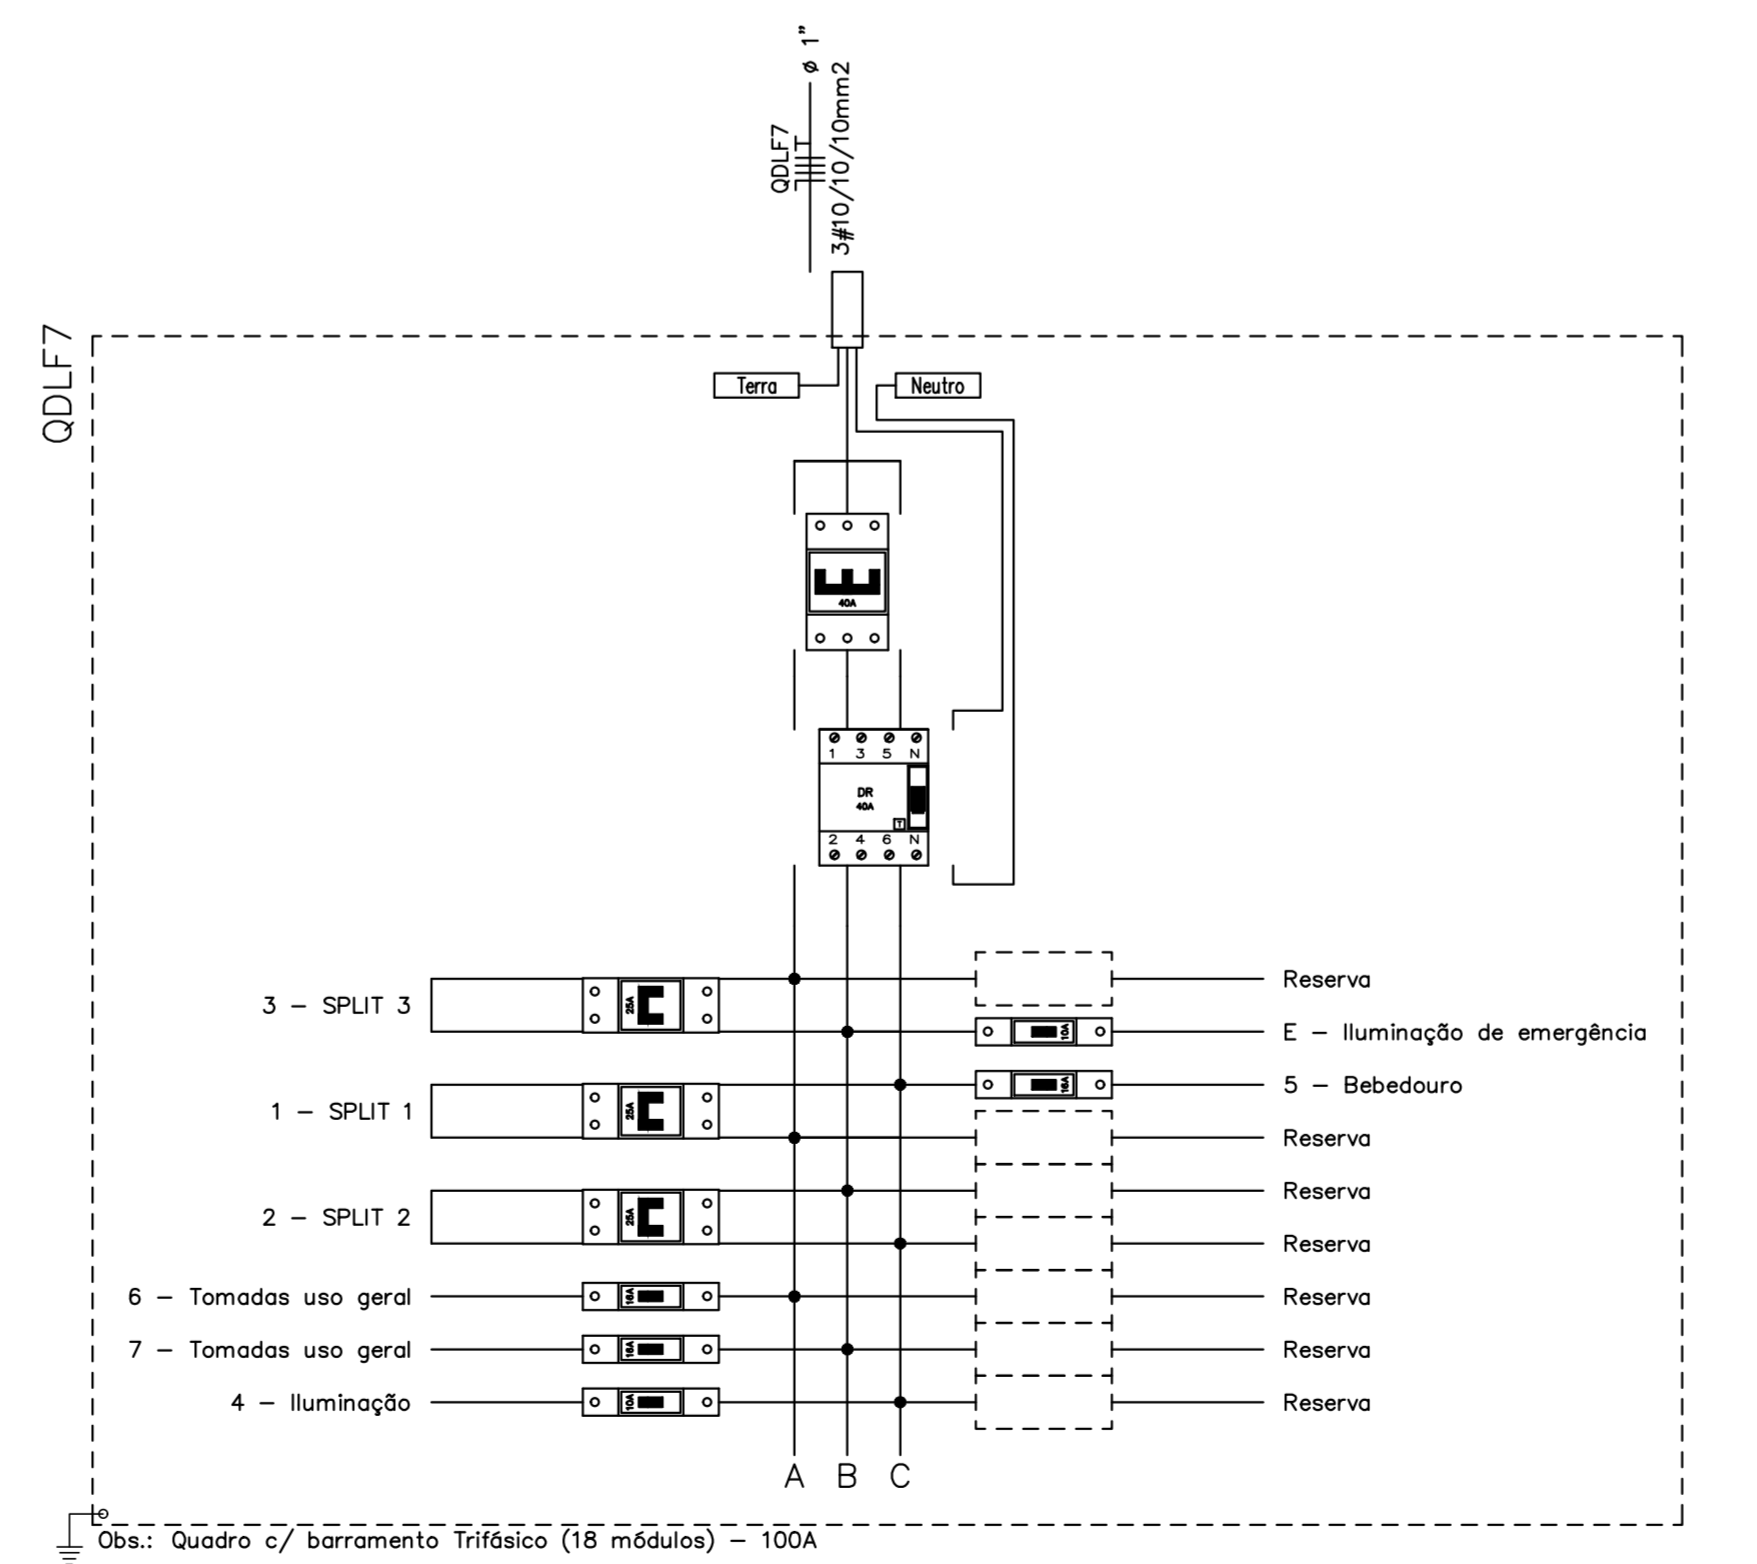 ø 1"
QDLF7
3#10/10/10mm2
QDLF7
Terra
Neutro
40A
1 3 5 N
DR
40A
T
2 4 6 N
3 – SPLIT 3
25A
Reserva
10A
E – Iluminação de emergência
1 – SPLIT 1
25A
16A
5 – Bebedouro
Reserva
2 – SPLIT 2
25A
Reserva
Reserva
6 – Tomadas uso geral
16A
Reserva
7 – Tomadas uso geral
16A
Reserva
4 – Iluminação
10A
Reserva
A B C
Obs.: Quadro c/ barramento Trifásico (18 módulos) – 100A